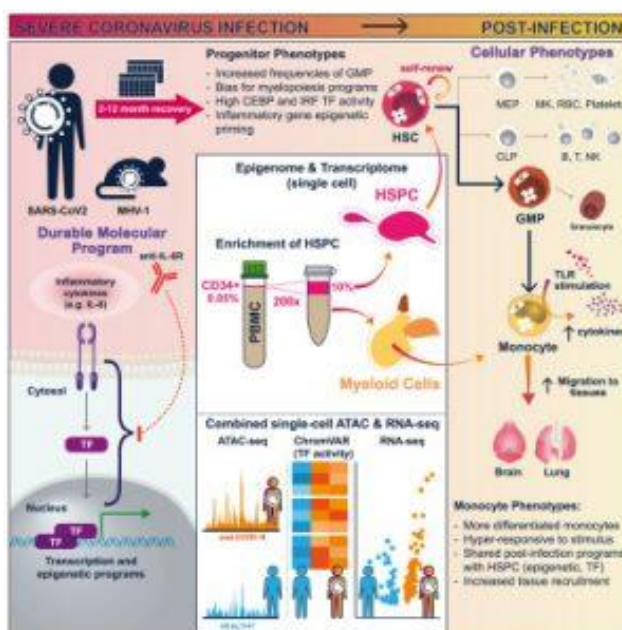 SEVERE CORONAVIRUS INFECTION
POST-INFECTION
Progenitor Phenotypes
- Increased frequencies of GMP
- Bias for myelopoiesis programs
- High CEBP and IRF TF activity
- Inflammatory gene epigenetic
priming
2-12 month recovery
SARS-CoV2
MHV-1
self-renew
HSC
Cellular Phenotypes
MEP
MK, RBC, Platelets
CLP
B, T, NK
GMP
Granulocyte
TLR
stimulation
↑ cytokines
Monocyte
↑ Migration to
tissues
Brain
Lung
Monocyte Phenotypes:
- More differentiated monocytes
- Hyper-responsive to stimulus
- Shared post-infection programs
with HSPC (epigenetic, TF)
- Increased tissue recruitment
Durable Molecular
Program
anti-IL-6R
Inflammatory
cytokines
(e.g. IL-6)
Cytosol
TF
Nucleus
TF
TF
Transcription and
epigenetic programs
Epigenome & Transcriptome
(single cell)
HSPC
Enrichment of HSPC
CD34+
0.05%
200x
10%
PBMC
Myeloid Cells
Combined single-cell ATAC & RNA-seq
ATAC-seq
ChromVAR
(TF activity)
RNA-seq